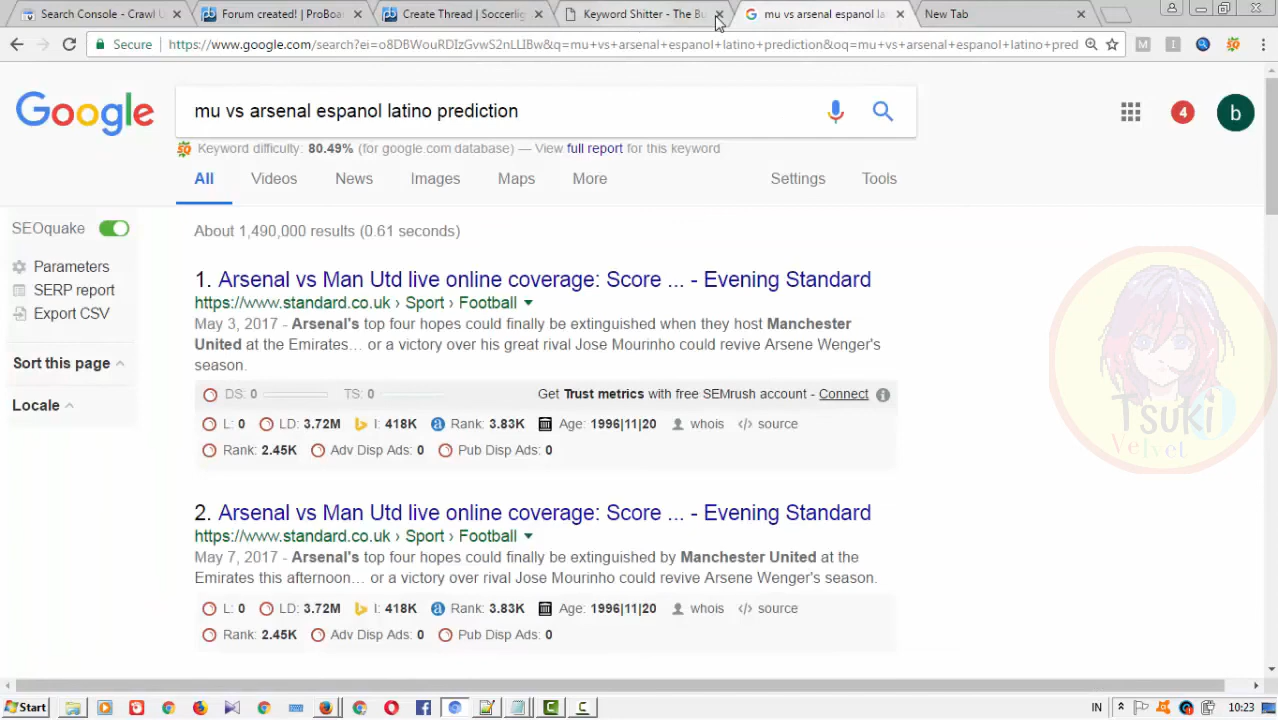 Search Console - Crawl
Forum created! | ProBoa
Create Thread | Soccerlig
Keyword Shitter - The Bu
mu vs arsenal espanol la
New Tab
Secure
https://www.google.com/search?ei=o8DBWouRDIzGvwS2nLLIBw&q=mu+vs+arsenal+espanol+latino+prediction&oq=mu+vs+arsenal+espanol+latino+pred
Google
mu vs arsenal espanol latino prediction
4
b
Keyword difficulty: 80.49% (for google.com database) — View full report for this keyword
All Videos News Images Maps More Settings Tools
SEOquake
Parameters
SERP report
Export CSV
Sort this page
Locale
About 1,490,000 results (0.61 seconds)
1. Arsenal vs Man Utd live online coverage: Score ... - Evening Standard
https://www.standard.co.uk › Sport › Football
May 3, 2017 - Arsenal's top four hopes could finally be extinguished when they host Manchester
United at the Emirates… or a victory over his great rival Jose Mourinho could revive Arsene Wenger's
season.
DS: 0 TS: 0 Get Trust metrics with free SEMrush account - Connect
L: 0 LD: 3.72M I: 418K Rank: 3.83K Age: 1996|11|20 whois </> source
Rank: 2.45K Adv Disp Ads: 0 Pub Disp Ads: 0
2. Arsenal vs Man Utd live online coverage: Score ... - Evening Standard
https://www.standard.co.uk › Sport › Football
May 7, 2017 - Arsenal's top four hopes could finally be extinguished by Manchester United at the
Emirates this afternoon… or a victory over rival Jose Mourinho could revive Arsene Wenger's season.
L: 0 LD: 3.72M I: 418K Rank: 3.83K Age: 1996|11|20 whois </> source
Rank: 2.45K Adv Disp Ads: 0 Pub Disp Ads: 0
Tsuki
Velvet
Start
IN
10:23